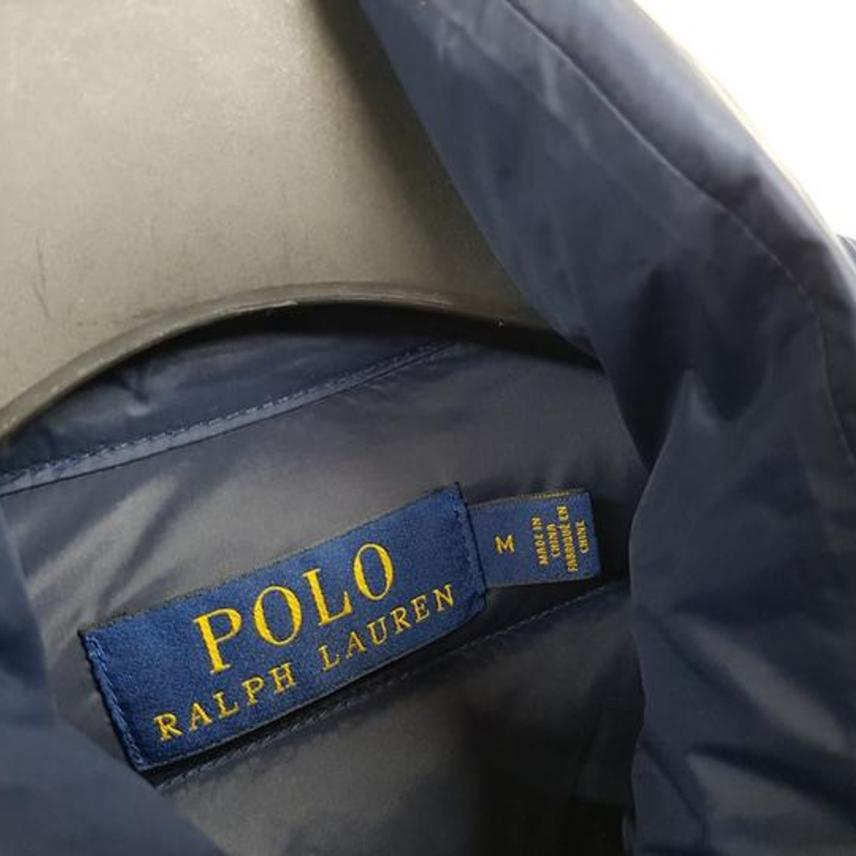 POLO
RALPH LAUREN
M
MADE IN
CHINA
FABRIQUÉ EN
CHINE